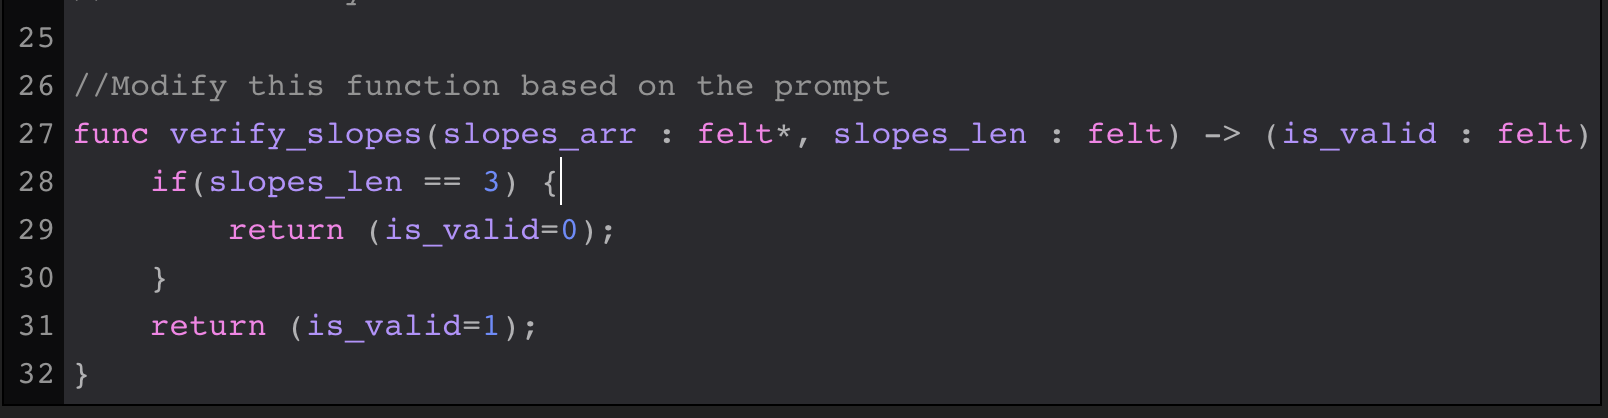 25
26 //Modify this function based on the prompt
27 func verify_slopes(slopes_arr : felt*, slopes_len : felt) -> (is_valid : felt)
28     if(slopes_len == 3) {
29         return (is_valid=0);
30     }
31     return (is_valid=1);
32 }